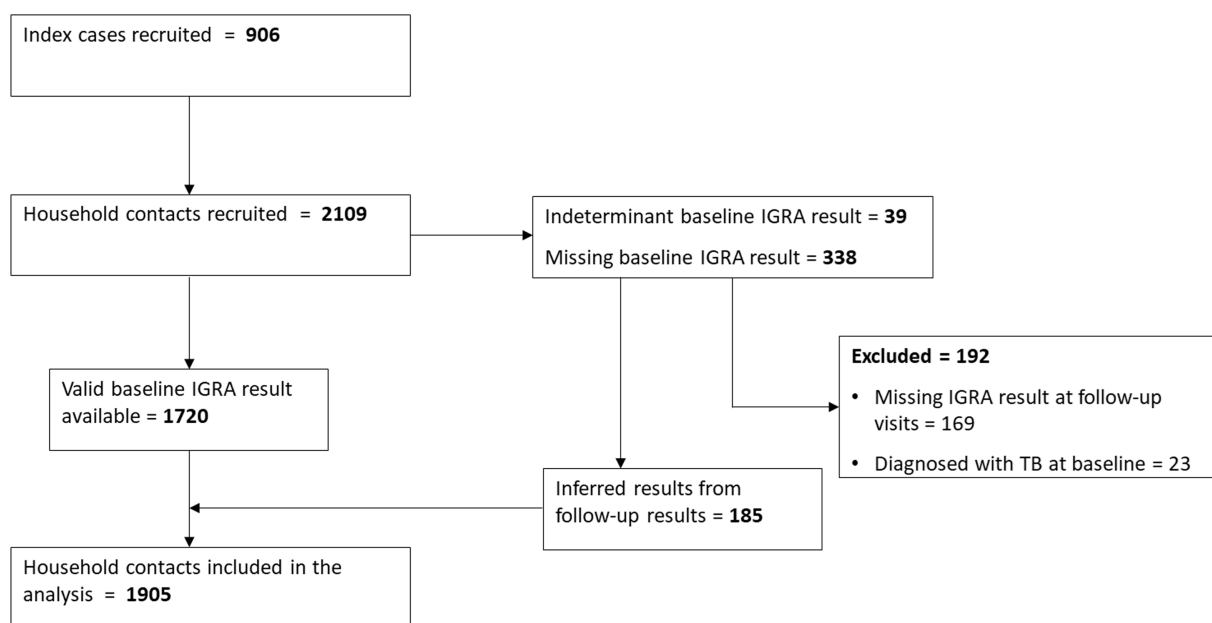 Index cases recruited = 906
Household contacts recruited = 2109
Indeterminant baseline IGRA result = 39
Missing baseline IGRA result = 338
Excluded = 192
• Missing IGRA result at follow-up
visits = 169
• Diagnosed with TB at baseline = 23
Valid baseline IGRA result
available = 1720
Inferred results from
follow-up results = 185
Household contacts included in the
analysis = 1905